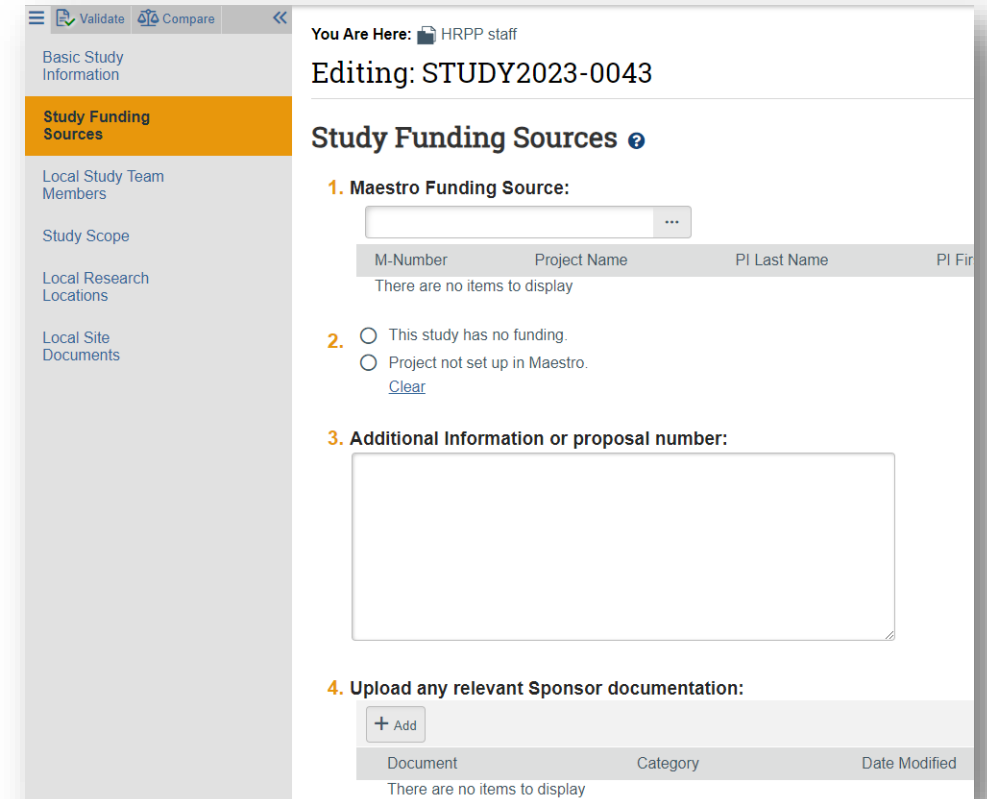 Validate Compare
Basic Study
Information
Study Funding
Sources
Local Study Team
Members
Study Scope
Local Research
Locations
Local Site
Documents
You Are Here: HRPP staff
Editing: STUDY2023-0043
Study Funding Sources ?
1. Maestro Funding Source:
...
M-Number Project Name PI Last Name PI Fir
There are no items to display
2. This study has no funding.
Project not set up in Maestro.
Clear
3. Additional Information or proposal number:
4. Upload any relevant Sponsor documentation:
+ Add
Document Category Date Modified
There are no items to display